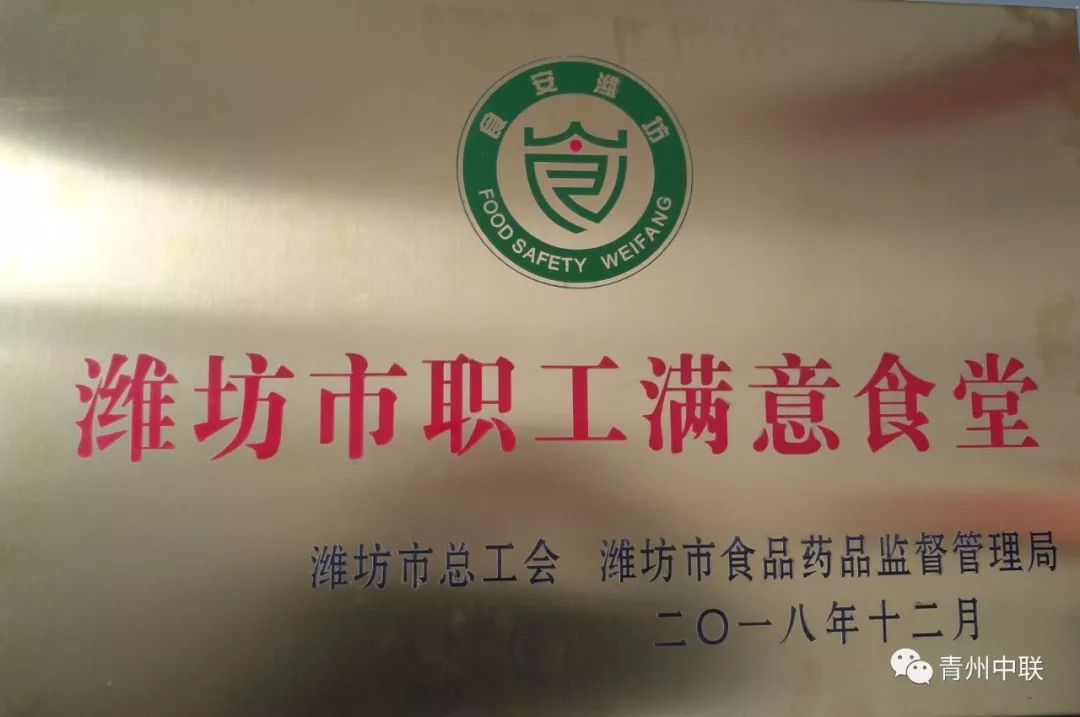 食安潍坊
FOOD SAFETY WEIFANG
潍坊市职工满意食堂
潍坊市总工会 潍坊市食品药品监督管理局
二〇一八年十二月
青州中联